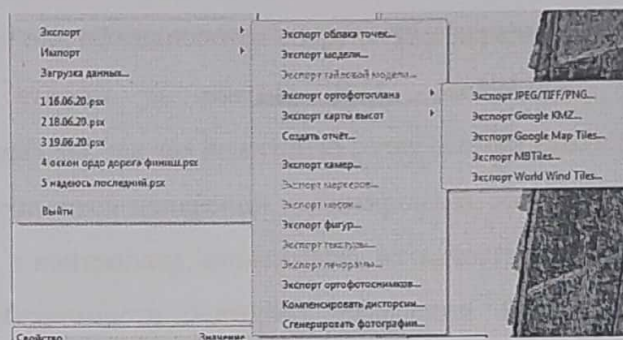 Экспорт
Импорт
Загрузка данных...
1 16.06.20.psx
2 18.06.20.psx
3 19.06.20.psx
4 оскон ордо дорога финиш.psx
5 надеюсь последний.psx
Выйти
Свойство Значение
Экспорт облака точек...
Экспорт модели...
Экспорт тайловой модели...
Экспорт ортофотоплана
Экспорт карты высот
Создать отчёт...
Экспорт камер...
Экспорт маркеров...
Экспорт масок...
Экспорт фигур...
Экспорт текстуры...
Экспорт панорамы...
Экспорт ортофотоснимков...
Компенсировать дисторсии...
Сгенерировать фотографии...
Экспорт JPEG/TIFF/PNG...
Экспорт Google KMZ...
Экспорт Google Map Tiles...
Экспорт MBTiles...
Экспорт World Wind Tiles...